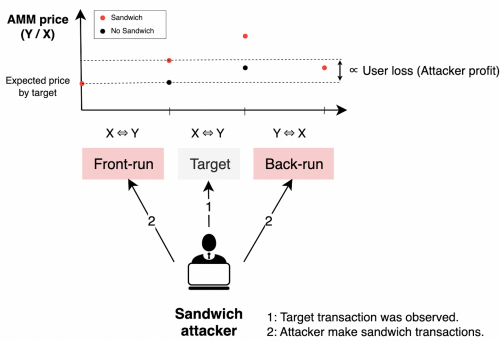 AMM price
(Y / X)
Sandwich
No Sandwich
Expected price
by target
∝ User loss (Attacker profit)
X ⇔ Y
X ⇔ Y
Y ⇔ X
Front-run
Target
Back-run
2
1
2
Sandwich
attacker
1: Target transaction was observed.
2: Attacker make sandwich transactions.